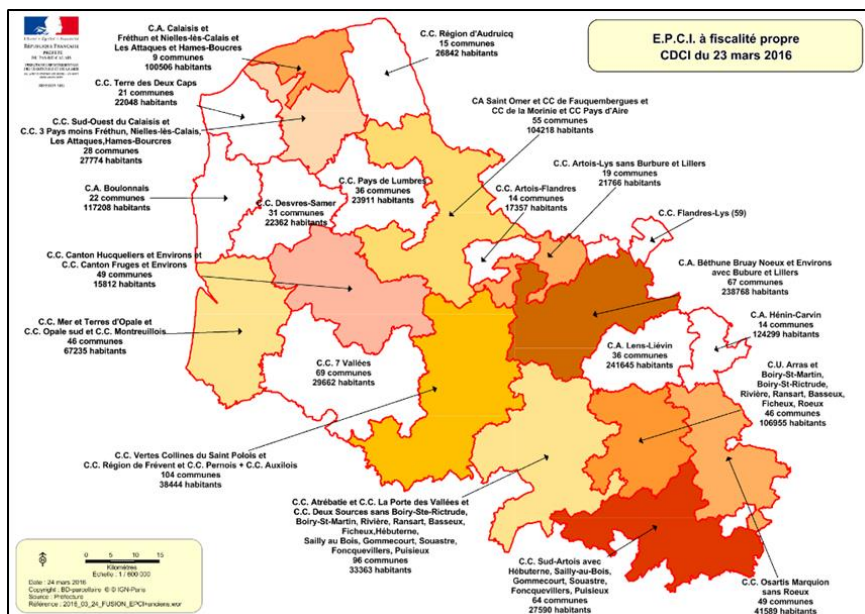 RÉPUBLIQUE FRANÇAISE
E.P.C.I. à fiscalité propre
CDCI du 23 mars 2016
C.A. Calaisis et
Fréthun et Nielles-lès-Calais et
Les Attaques et Hames-Boucres
9 communes
100506 habitants
C.C. Région d'Audruicq
15 communes
26842 habitants
C.C. Terre des Deux Caps
21 communes
22048 habitants
C.C. Sud-Ouest du Calaisis et
C.C. 3 Pays moins Fréthun, Nielles-lès-Calais,
Les Attaques,Hames-Bourcres
28 communes
27774 habitants
CA Saint Omer et CC de Fauquembergues et
CC de la Morinie et CC Pays d'Aire
55 communes
104218 habitants
C.C. Artois-Lys sans Burbure et Lillers
19 communes
21766 habitants
C.A. Boulonnais
22 communes
117208 habitants
C.C. Desvres-Samer
31 communes
22362 habitants
C.C. Pays de Lumbres
36 communes
23911 habitants
C.C. Artois-Flandres
14 communes
17357 habitants
C.C. Flandres-Lys (59)
C.C. Canton Hucqueliers et Environs et
C.C. Canton Fruges et Environs
49 communes
15812 habitants
C.A. Béthune Bruay Noeux et Environs
avec Bubure et Lillers
67 communes
238768 habitants
C.C. Mer et Terres d'Opale et
C.C. Opale sud et C.C. Montreuillois
46 communes
67235 habitants
C.A. Hénin-Carvin
14 communes
124299 habitants
C.A. Lens-Liévin
36 communes
241645 habitants
C.C. 7 Vallées
69 communes
29662 habitants
C.U. Arras et
Boiry-St-Martin,
Boiry-St-Rictrude,
Rivière, Ransart, Basseux,
Ficheux, Roeux
46 communes
106955 habitants
C.C. Vertes Collines du Saint Polois et
C.C. Région de Frévent et C.C. Pernois + C.C. Auxilois
104 communes
38444 habitants
C.C. Atrébatie et C.C. La Porte des Vallées et
C.C. Deux Sources sans Boiry-Ste-Rictrude,
Boiry-St-Martin, Rivière, Ransart, Basseux,
Ficheux,Hébuterne,
Sailly au Bois, Gommecourt, Souastre,
Foncquevillers, Puisieux
96 communes
33363 habitants
C.C. Sud-Artois avec
Hébuterne, Sailly-au-Bois,
Gommecourt, Souastre,
Foncquevillers, Puisieux
64 communes
27590 habitants
C.C. Osartis Marquion
sans Roeux
49 communes
41589 habitants
0 5 10 15
Kilomètres
Echelle : 1 / 600 000
Date : 24 mars 2016
Copyright : BD-parcellaire © IGN-Paris
Source : Préfecture
Référence : 2016_03_24_FUSION_EPCI+anciens.wor